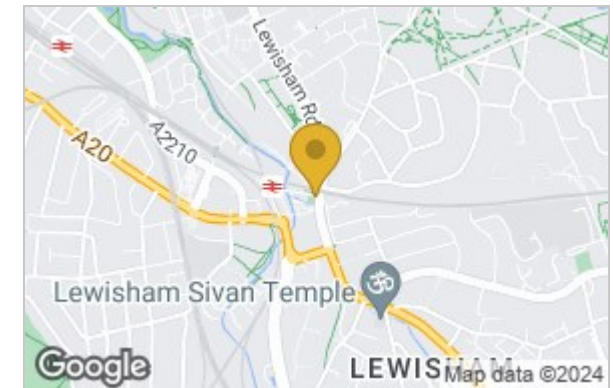 Lewisham Rd
A2210
A20
Lewisham Sivan Temple
ॐ
LEWISHAM
Google
Map data ©2024